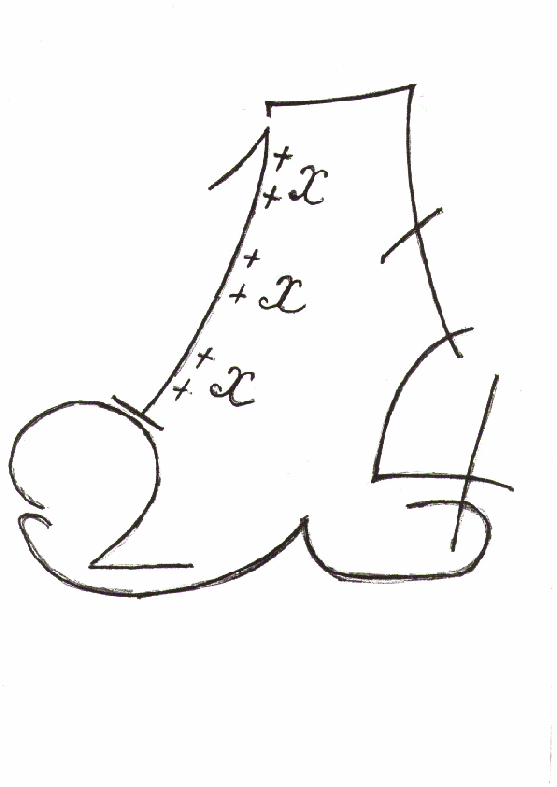 1 7
+
+ x
+
+ x
+
+ x
=
2 4